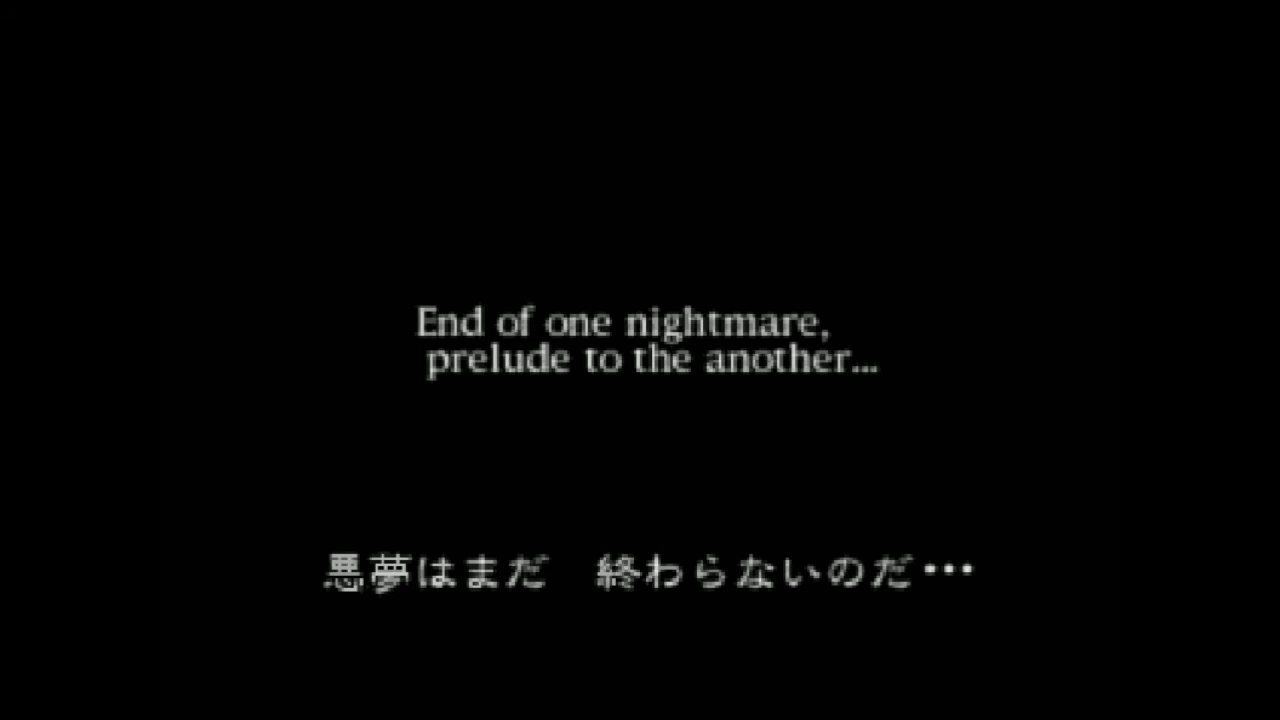 End of one nightmare,
prelude to the another...
悪夢はまだ　終わらないのだ・・・